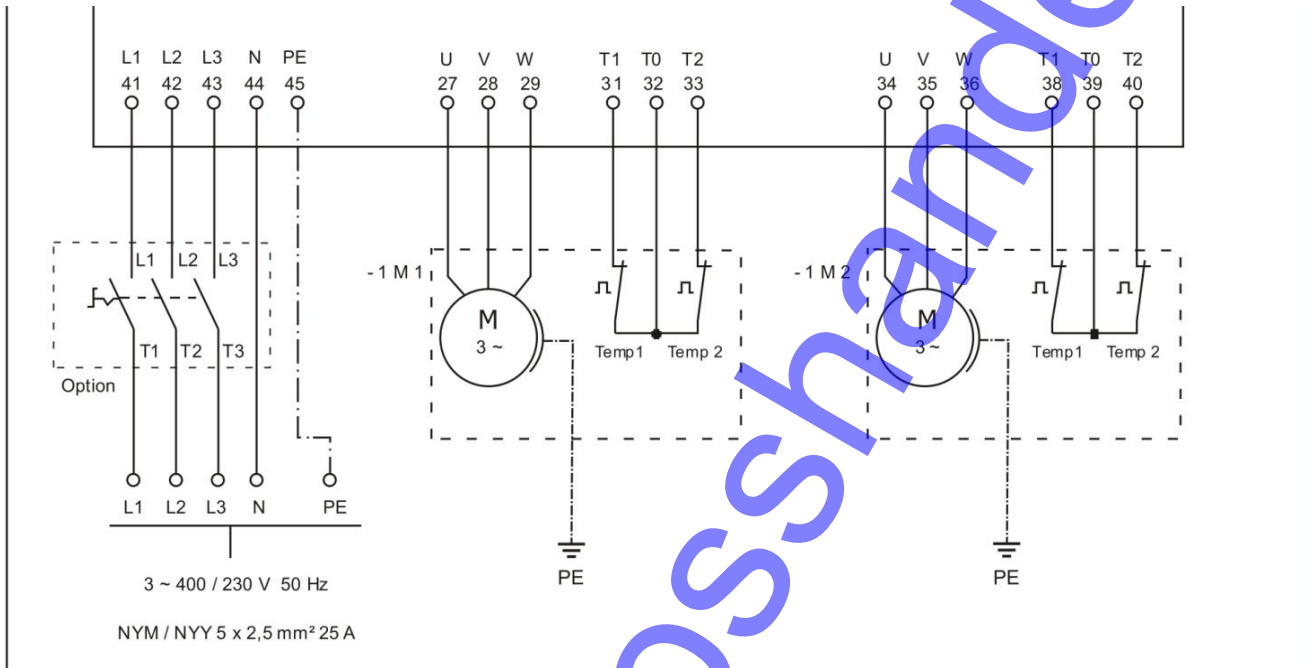 L1 L2 L3 N PE U V W T1 T0 T2 U V W T1 T0 T2
41 42 43 44 45 27 28 29 31 32 33 34 35 36 38 39 40
L1 L2 L3
- 1 M 1 - 1 M 2
M M
3 ~ 3 ~
T1 T2 T3 Temp1 Temp 2 Temp1 Temp 2
Option
L1 L2 L3 N PE
PE PE
3 ~ 400 / 230 V 50 Hz
NYM / NYY 5 x 2,5 mm² 25 A
osshande